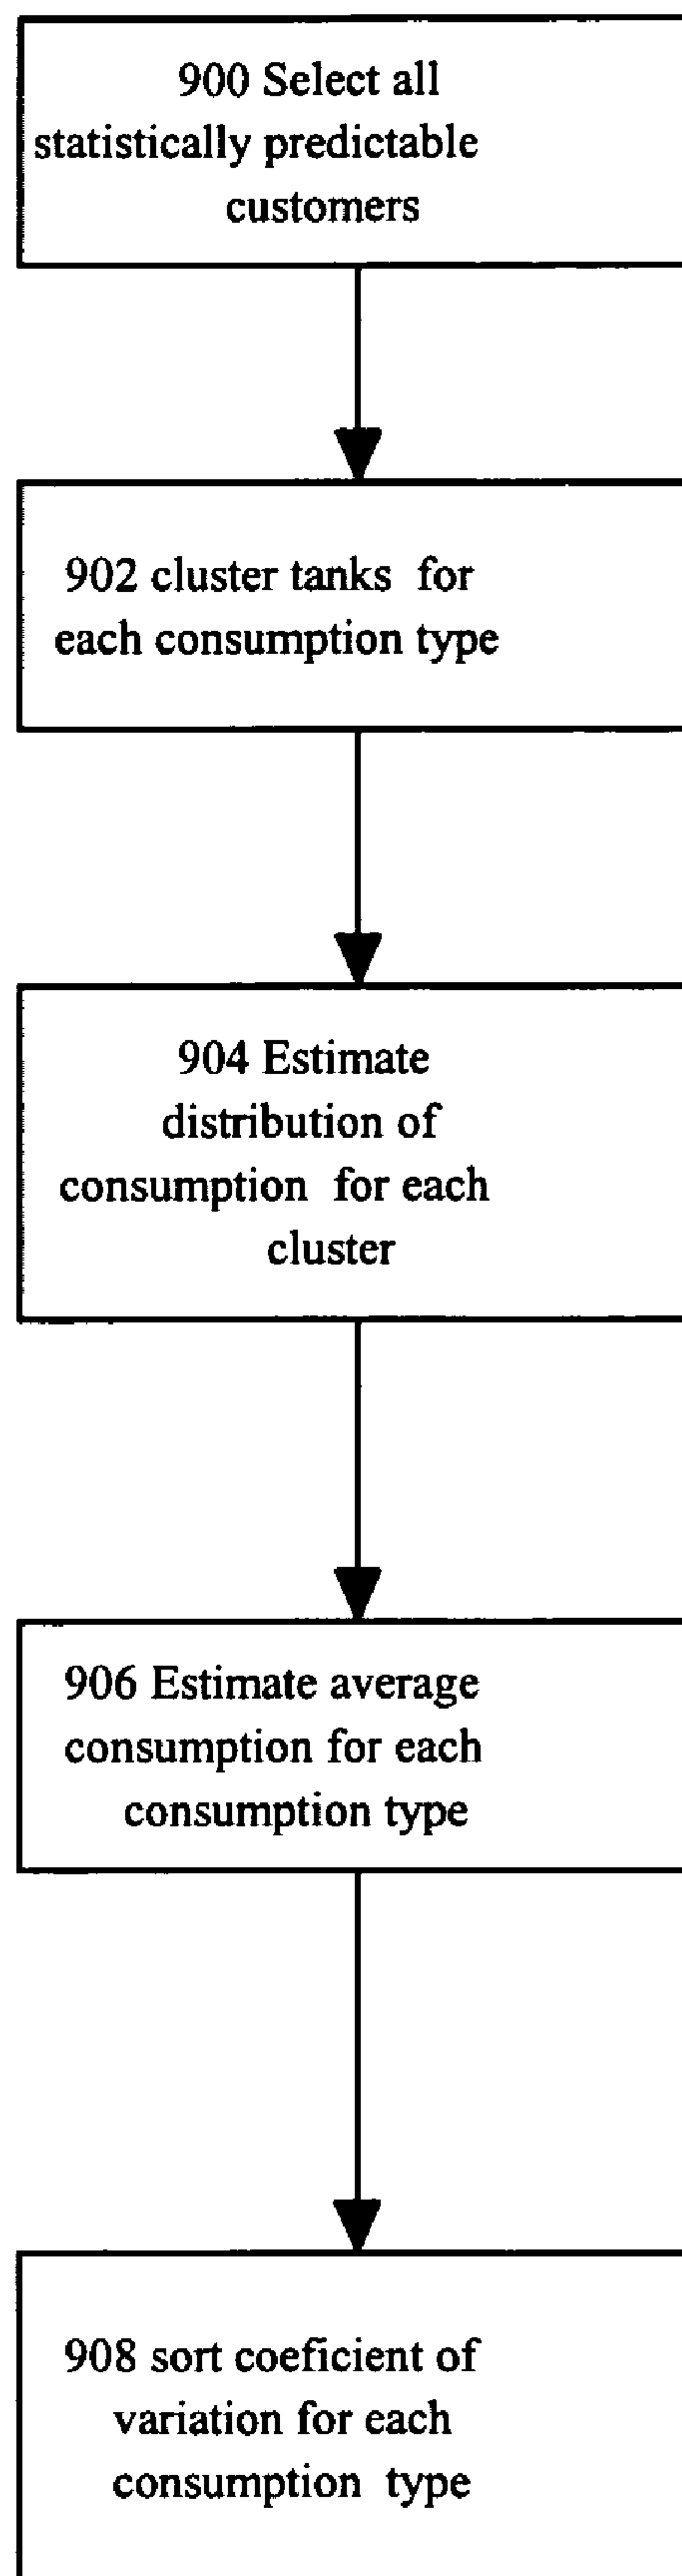 900 Select all
statistically predictable
customers
902 cluster tanks for
each consumption type
904 Estimate
distribution of
consumption for each
cluster
906 Estimate average
consumption for each
consumption type
908 sort coeficient of
variation for each
consumption type